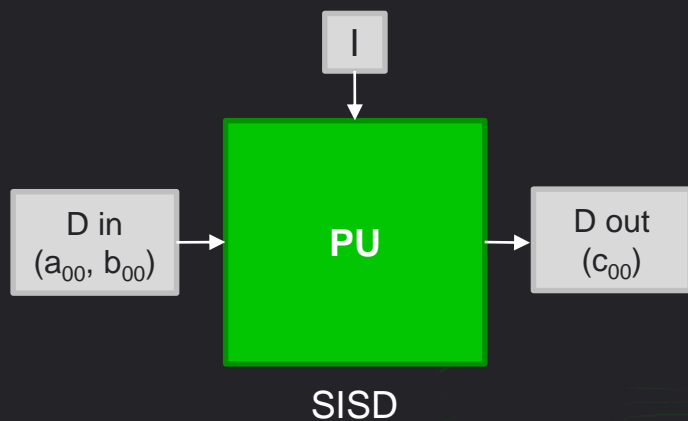 I
D in
(a₀₀, b₀₀)
PU
D out
(c₀₀)
SISD